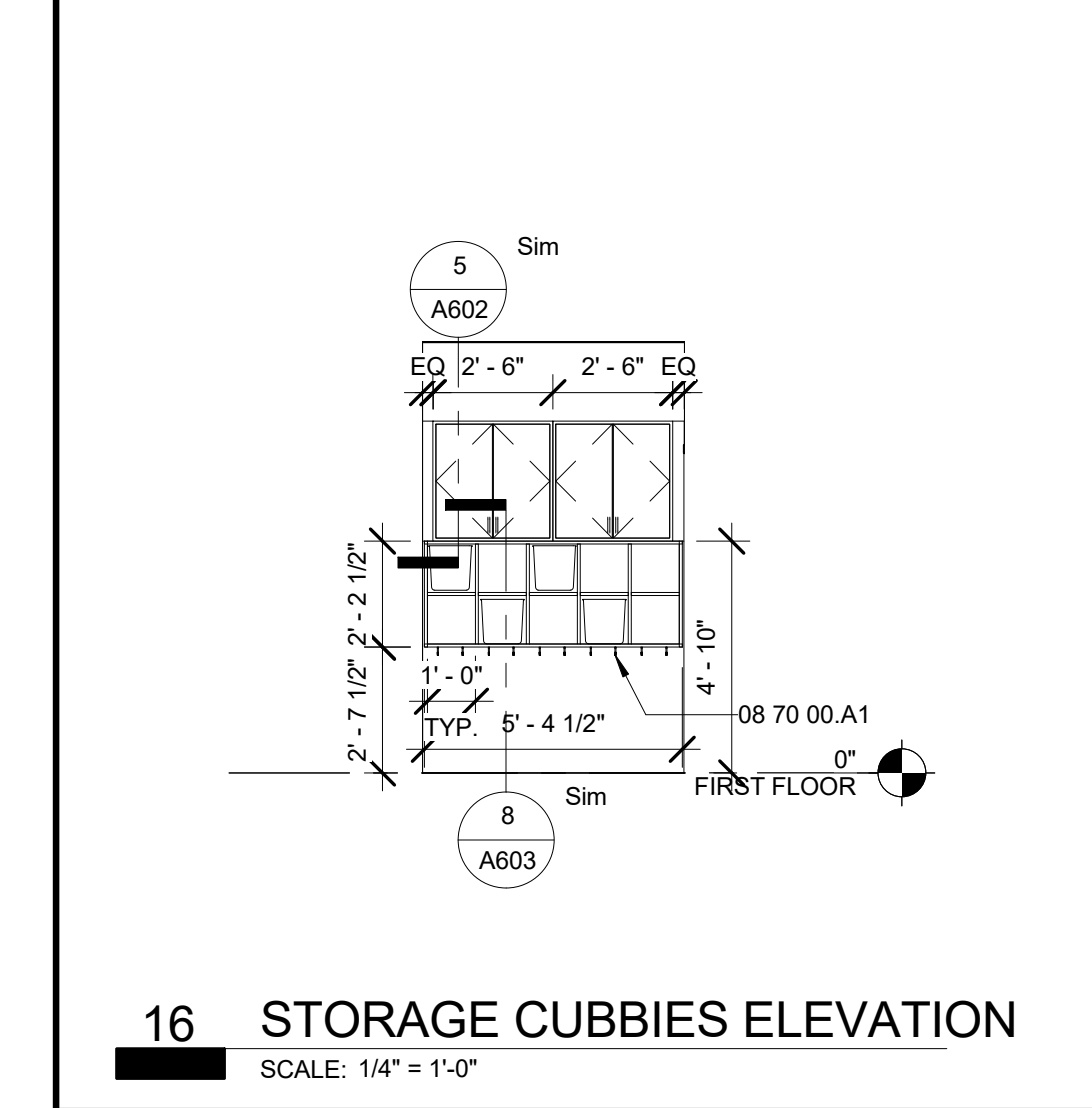 Sim
5
A602
EQ 2' - 6" 2' - 6" EQ
2' - 2 1/2"
2' - 7 1/2"
4' - 10"
1' - 0"
TYP.
5' - 4 1/2"
08 70 00.A1
0"
FIRST FLOOR
Sim
8
A603
16 STORAGE CUBBIES ELEVATION
SCALE: 1/4" = 1'-0"